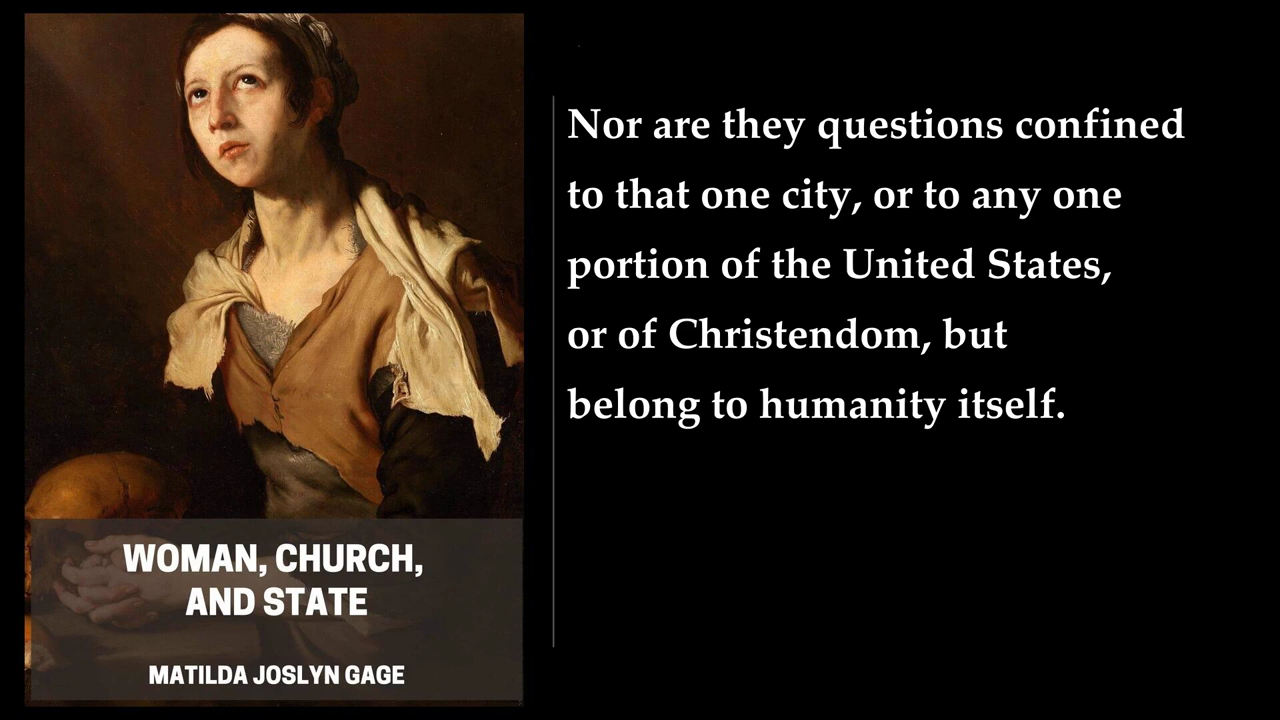 Nor are they questions confined
to that one city, or to any one
portion of the United States,
or of Christendom, but
belong to humanity itself.
WOMAN, CHURCH,
AND STATE
MATILDA JOSLYN GAGE